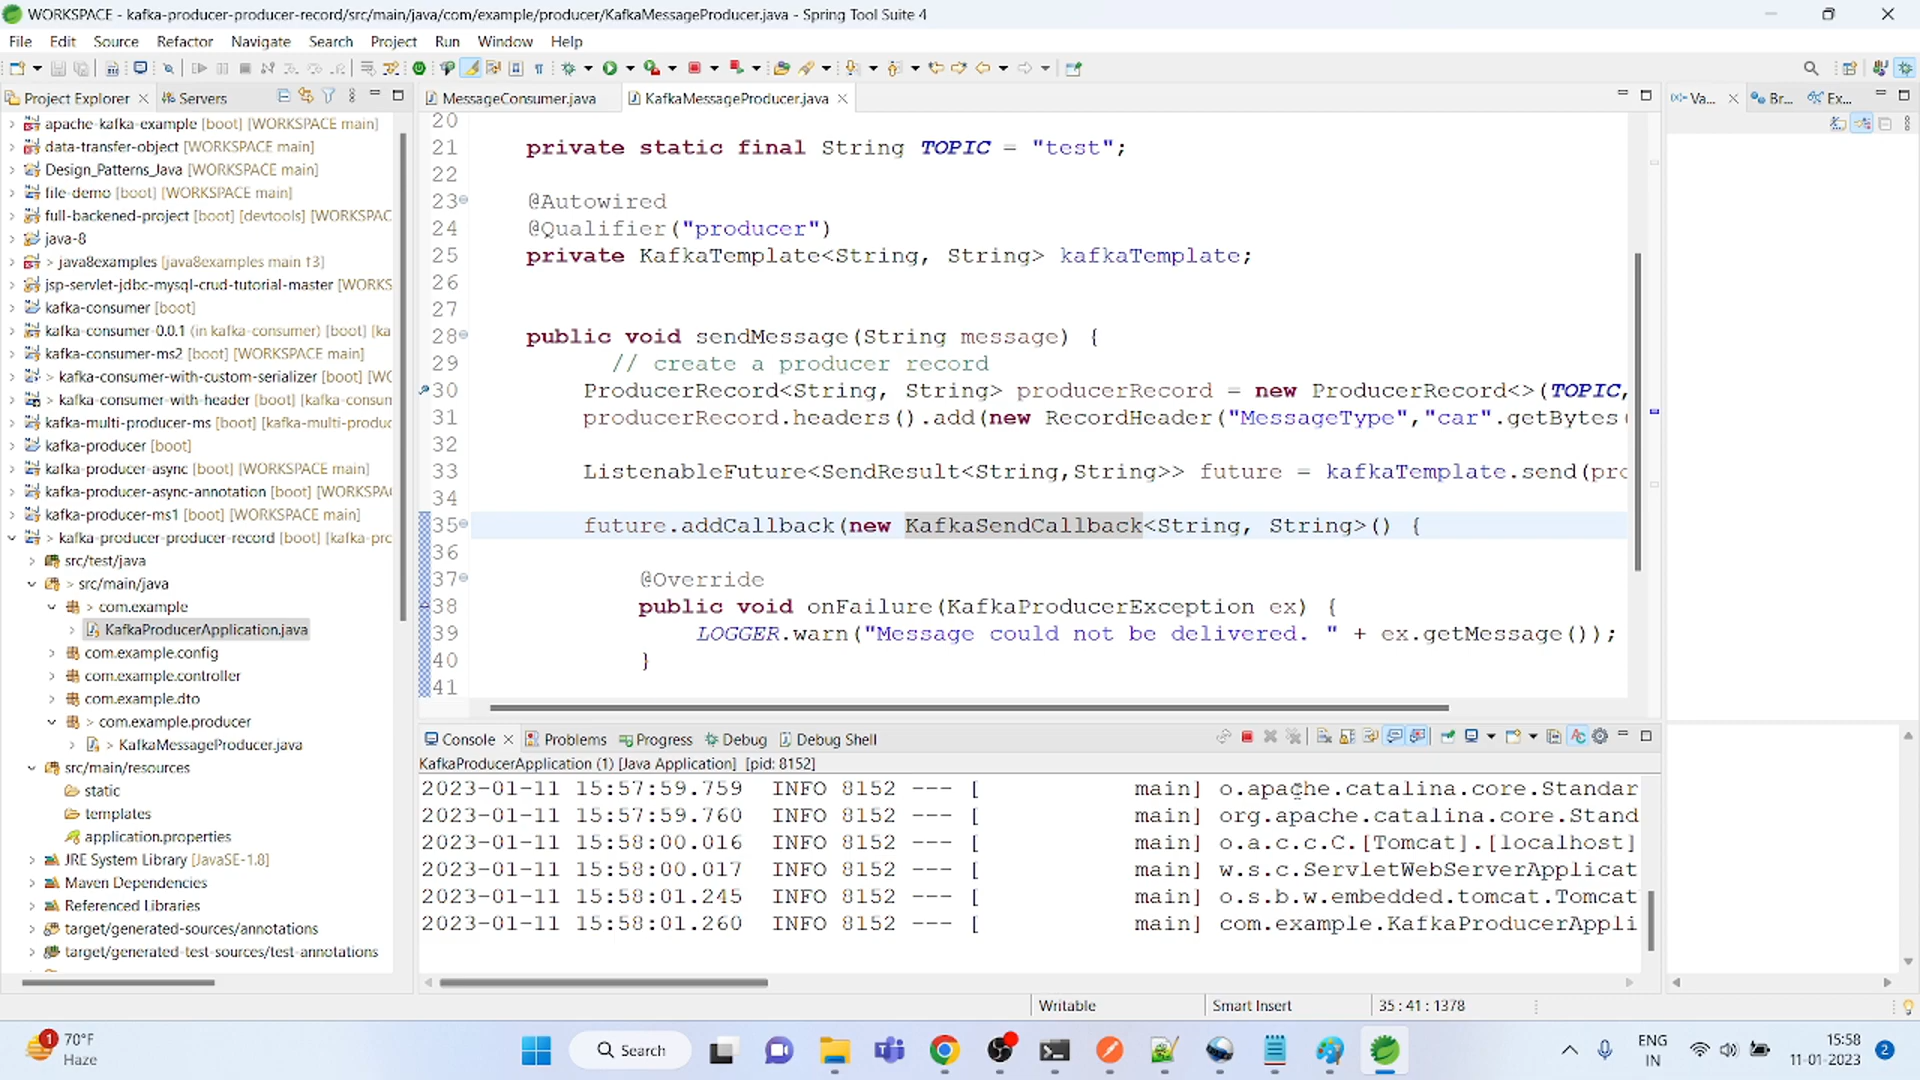 WORKSPACE - kafka-producer-producer-record/src/main/java/com/example/producer/KafkaMessageProducer.java - Spring Tool Suite 4
File Edit Source Refactor Navigate Search Project Run Window Help
Project Explorer
Servers
apache-kafka-example [boot] [WORKSPACE main]
data-transfer-object [WORKSPACE main]
Design_Patterns_Java [WORKSPACE main]
file-demo [boot] [WORKSPACE main]
full-backened-project [boot] [devtools] [WORKSPAC
java-8
> java8examples [java8examples main ↑3]
jsp-servlet-jdbc-mysql-crud-tutorial-master [WORKS
kafka-consumer [boot]
kafka-consumer-0.0.1 (in kafka-consumer) [boot] [ka
kafka-consumer-ms2 [boot] [WORKSPACE main]
> kafka-consumer-with-custom-serializer [boot] [WC
> kafka-consumer-with-header [boot] [kafka-consun
kafka-multi-producer-ms [boot] [kafka-multi-produc
kafka-producer [boot]
kafka-producer-async [boot] [WORKSPACE main]
kafka-producer-async-annotation [boot] [WORKSPA
kafka-producer-ms1 [boot] [WORKSPACE main]
> kafka-producer-producer-record [boot] [kafka-prc
src/test/java
> src/main/java
> com.example
KafkaProducerApplication.java
com.example.config
com.example.controller
com.example.dto
> com.example.producer
> KafkaMessageProducer.java
src/main/resources
static
templates
application.properties
JRE System Library [JavaSE-1.8]
Maven Dependencies
Referenced Libraries
target/generated-sources/annotations
target/generated-test-sources/test-annotations
MessageConsumer.java
KafkaMessageProducer.java
20
21 private static final String TOPIC = "test";
22
23 @Autowired
24 @Qualifier("producer")
25 private KafkaTemplate<String, String> kafkaTemplate;
26
27
28 public void sendMessage(String message) {
29 // create a producer record
30 ProducerRecord<String, String> producerRecord = new ProducerRecord<>(TOPIC,
31 producerRecord.headers().add(new RecordHeader("MessageType","car".getBytes(
32
33 ListenableFuture<SendResult<String,String>> future = kafkaTemplate.send(pro
34
35 future.addCallback(new KafkaSendCallback<String, String>() {
36
37 @Override
38 public void onFailure(KafkaProducerException ex) {
39 LOGGER.warn("Message could not be delivered. " + ex.getMessage());
40 }
41
(x)= Va...
Br...
Ex...
Console
Problems
Progress
Debug
Debug Shell
KafkaProducerApplication (1) [Java Application] [pid: 8152]
2023-01-11 15:57:59.759 INFO 8152 --- [ main] o.apache.catalina.core.Standar
2023-01-11 15:57:59.760 INFO 8152 --- [ main] org.apache.catalina.core.Stand
2023-01-11 15:58:00.016 INFO 8152 --- [ main] o.a.c.c.C.[Tomcat].[localhost]
2023-01-11 15:58:00.017 INFO 8152 --- [ main] w.s.c.ServletWebServerApplicat
2023-01-11 15:58:01.245 INFO 8152 --- [ main] o.s.b.w.embedded.tomcat.Tomcat
2023-01-11 15:58:01.260 INFO 8152 --- [ main] com.example.KafkaProducerAppli
Writable
Smart Insert
35 : 41 : 1378
1
70°F
Haze
Search
ENG
IN
15:58
11-01-2023
2